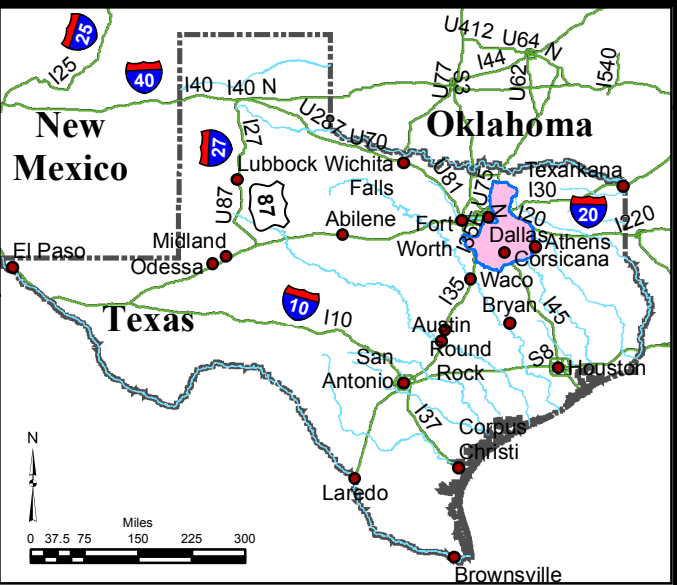 U412
U64
N
25
I44
I25
U77
S3
U62
I540
40
I40
I40
N
New
Mexico
U287
U70
Oklahoma
27
I27
Lubbock
Wichita
Falls
U81
U75
Texarkana
I30
U87
87
Abilene
Fort
Worth
N
I20
20
I220
I35E
Dallas
Athens
Corsicana
El Paso
Midland
Odessa
Waco
I35
Bryan
I45
10
I10
Texas
Austin
Round
Rock
San
Antonio
S8
Houston
I37
Corpus
Christi
N
Laredo
Miles
0 37.5 75 150 225 300
Brownsville